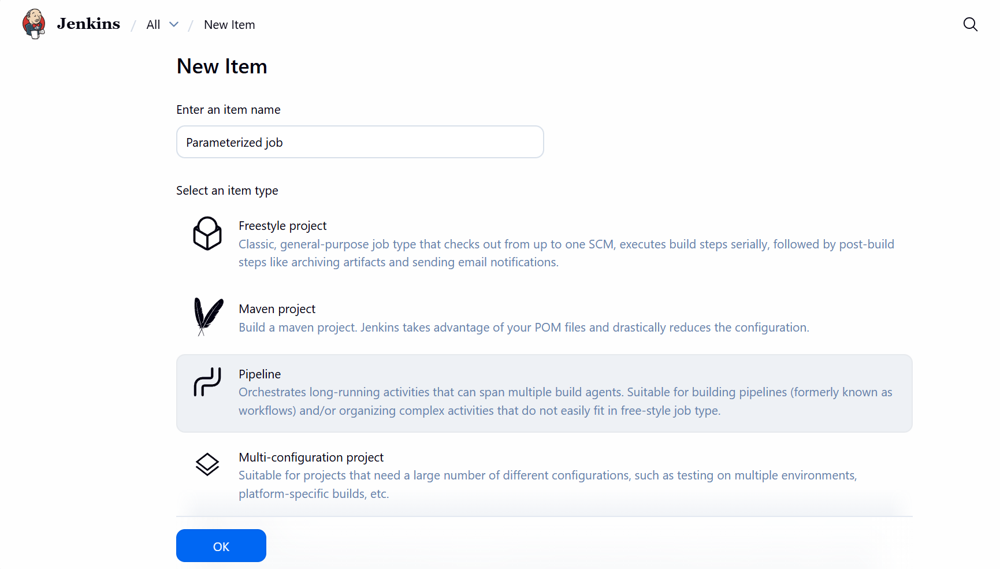 Jenkins / All / New Item
New Item
Enter an item name
Parameterized job
Select an item type
Freestyle project
Classic, general-purpose job type that checks out from up to one SCM, executes build steps serially, followed by post-build
steps like archiving artifacts and sending email notifications.
Maven project
Build a maven project. Jenkins takes advantage of your POM files and drastically reduces the configuration.
Pipeline
Orchestrates long-running activities that can span multiple build agents. Suitable for building pipelines (formerly known as
workflows) and/or organizing complex activities that do not easily fit in free-style job type.
Multi-configuration project
Suitable for projects that need a large number of different configurations, such as testing on multiple environments,
platform-specific builds, etc.
OK